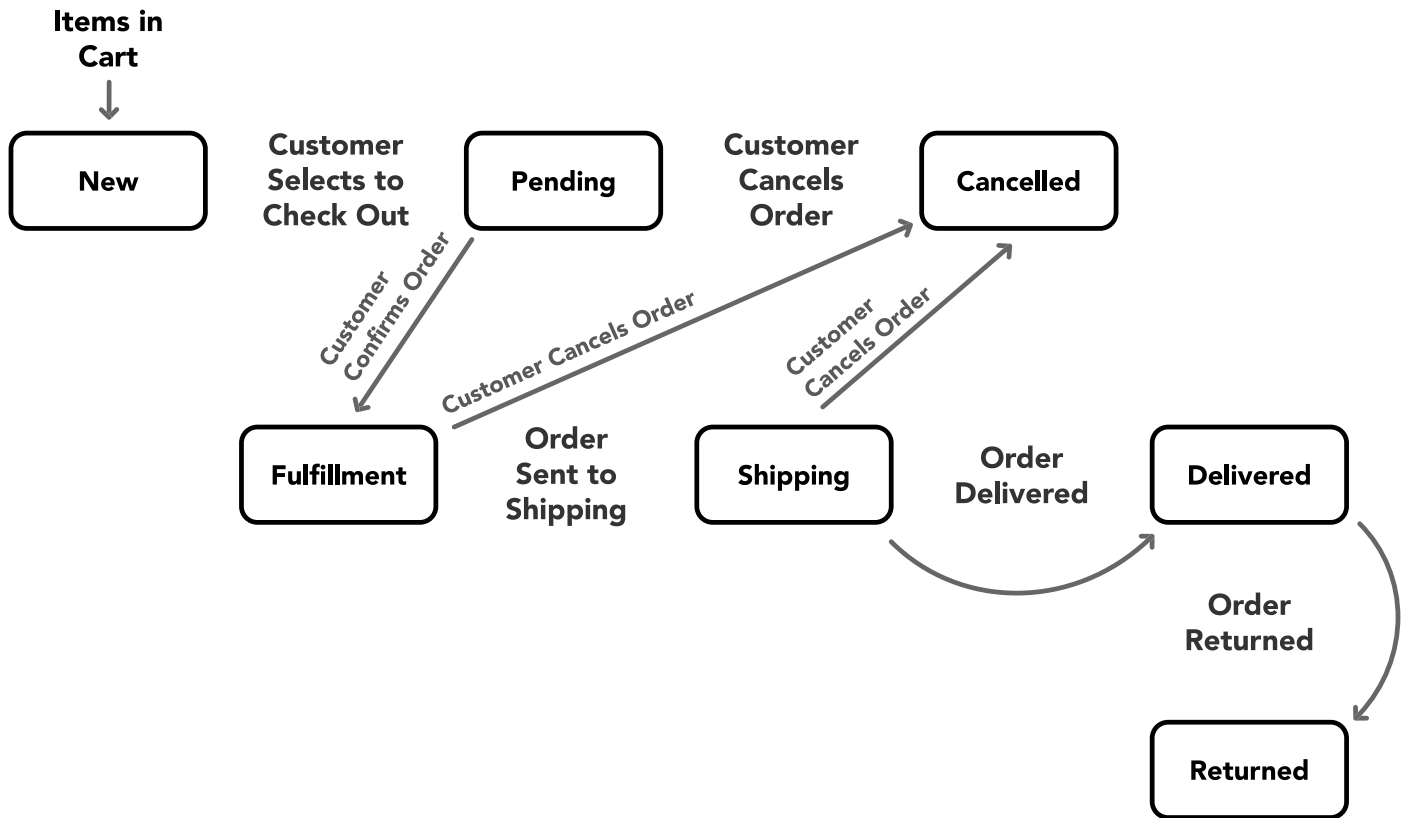 Items in
Cart
New
Customer
Selects to
Check Out
Pending
Customer
Cancels
Order
Cancelled
Customer
Confirms Order
Customer Cancels Order
Customer
Cancels Order
Fulfillment
Order
Sent to
Shipping
Shipping
Order
Delivered
Delivered
Order
Returned
Returned